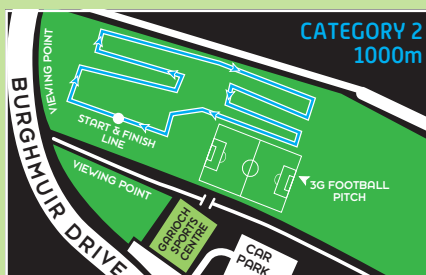 CATEGORY 2
1000m
VIEWING POINT
BURGHMUIR DRIVE
START & FINISH
LINE
VIEWING POINT
3G FOOTBALL
PITCH
GARIOCH
SPORTS
CENTRE
CAR
PARK